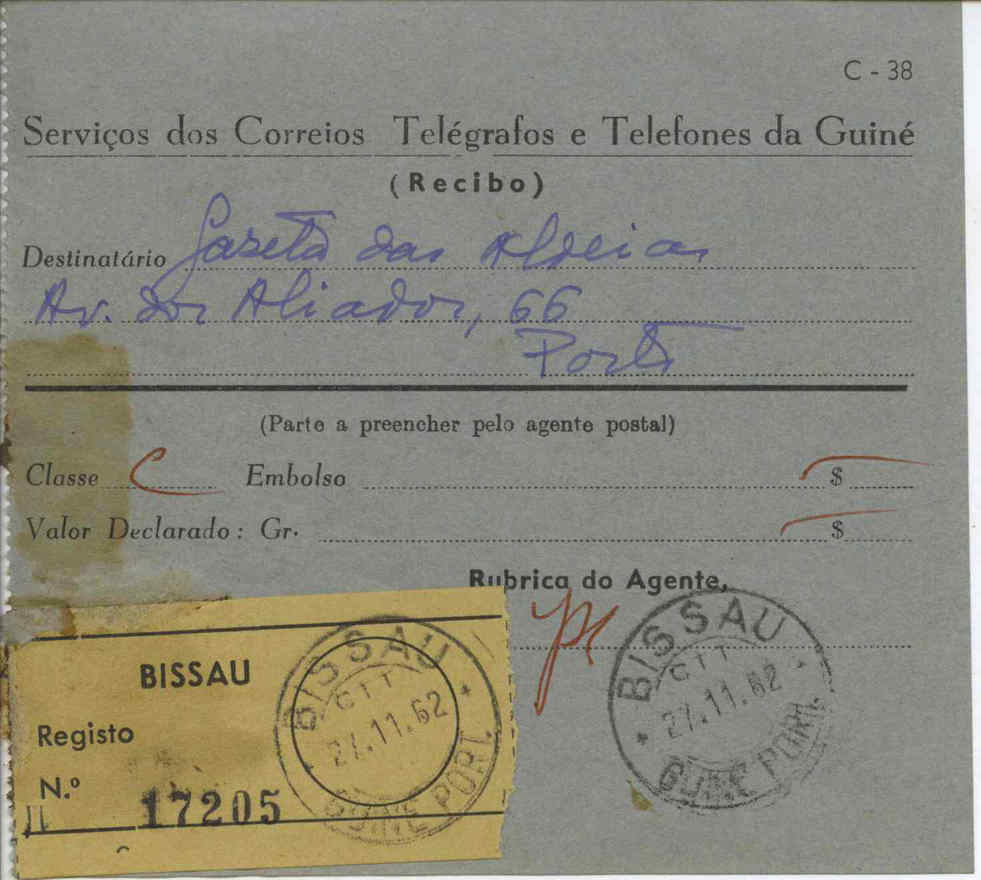 C - 38
Serviços dos Correios Telégrafos e Telefones da Guiné
(Recibo)
Destinatário Gazeta das Aldeias
Av. dos Aliados, 66
Porto
(Parte a preencher pelo agente postal)
Classe C Embolso $
Valor Declarado: Gr. $
Rubrica do Agente,
BISSAU
Registo
N.º 17205
BISSAU
CTT
27.11.62
GUINE PORT.
BISSAU
CTT
27.11.62
GUINE PORT.